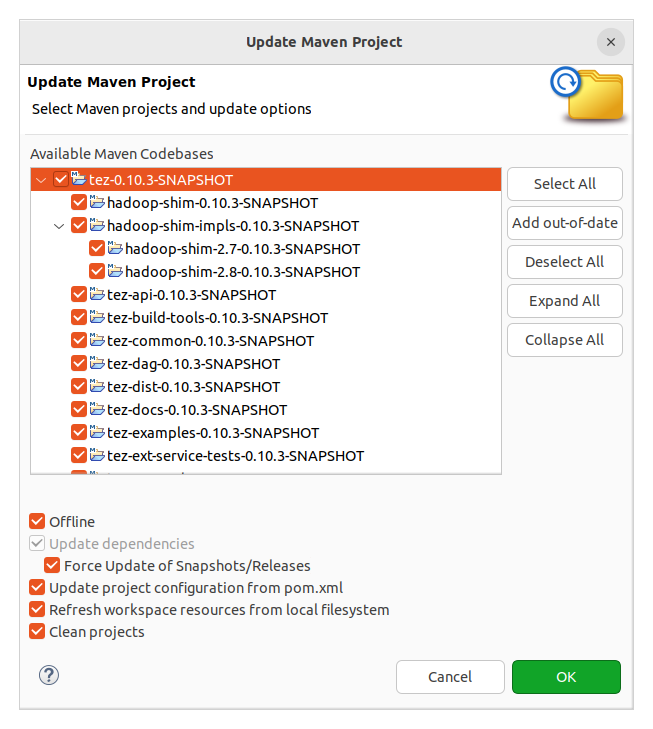 Update Maven Project
Update Maven Project
Select Maven projects and update options
Available Maven Codebases
tez-0.10.3-SNAPSHOT
hadoop-shim-0.10.3-SNAPSHOT
hadoop-shim-impls-0.10.3-SNAPSHOT
hadoop-shim-2.7-0.10.3-SNAPSHOT
hadoop-shim-2.8-0.10.3-SNAPSHOT
tez-api-0.10.3-SNAPSHOT
tez-build-tools-0.10.3-SNAPSHOT
tez-common-0.10.3-SNAPSHOT
tez-dag-0.10.3-SNAPSHOT
tez-dist-0.10.3-SNAPSHOT
tez-docs-0.10.3-SNAPSHOT
tez-examples-0.10.3-SNAPSHOT
tez-ext-service-tests-0.10.3-SNAPSHOT
Select All
Add out-of-date
Deselect All
Expand All
Collapse All
Offline
Update dependencies
Force Update of Snapshots/Releases
Update project configuration from pom.xml
Refresh workspace resources from local filesystem
Clean projects
?
Cancel
OK